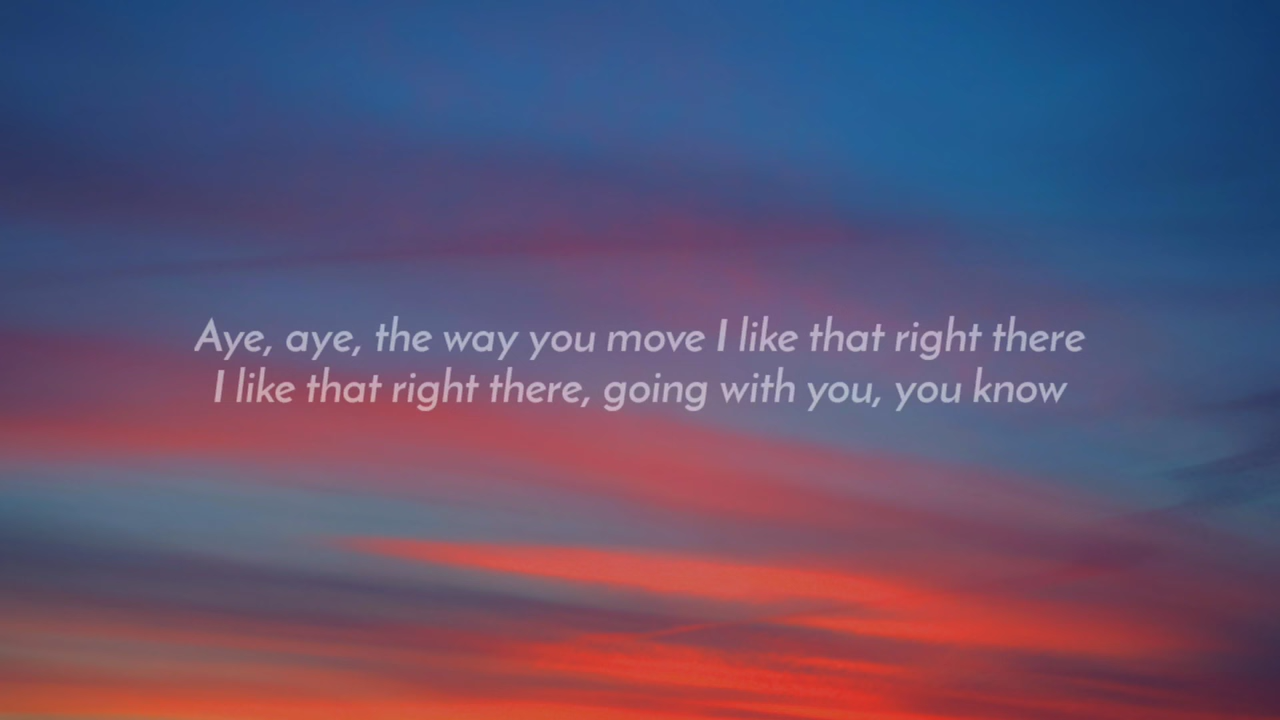 Aye, aye, the way you move I like that right there
I like that right there, going with you, you know